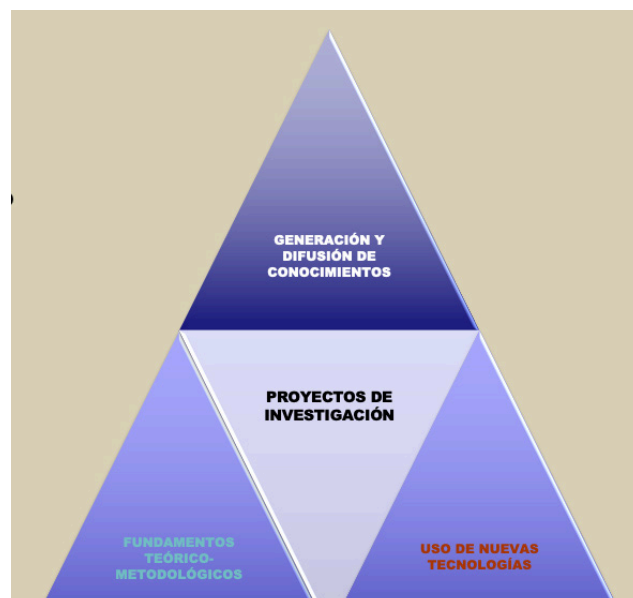 GENERACIÓN Y
DIFUSIÓN DE
CONOCIMIENTOS
PROYECTOS DE
INVESTIGACIÓN
FUNDAMENTOS
TEÓRICO-
METODOLÓGICOS
USO DE NUEVAS
TECNOLOGÍAS